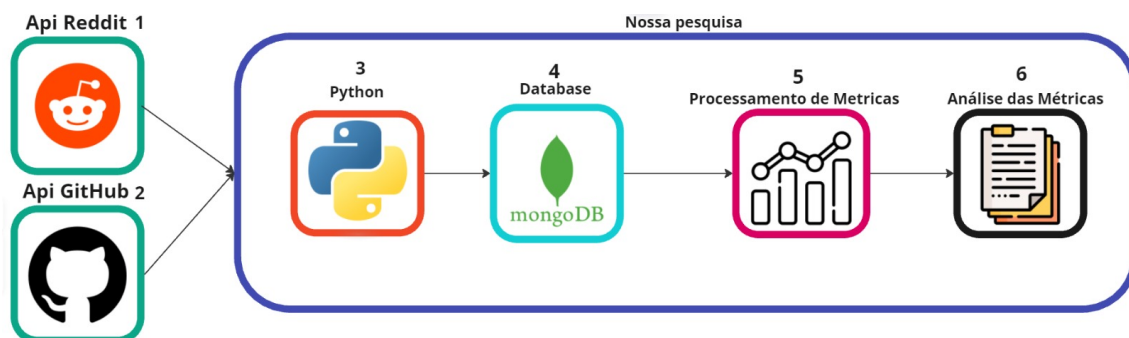 Api Reddit 1
Api GitHub 2
Nossa pesquisa
3
Python
4
Database
mongoDB
5
Processamento de Metricas
6
Análise das Métricas